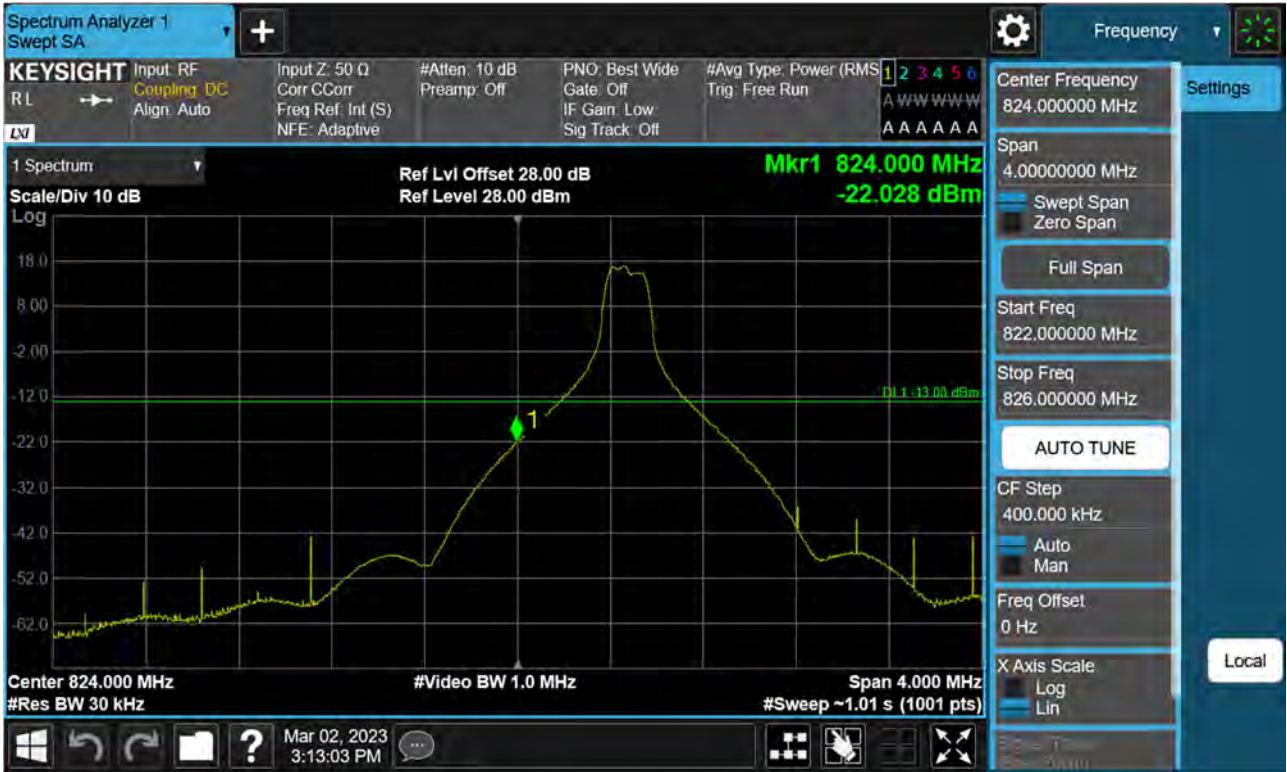 Spectrum Analyzer 1
Swept SA
Frequency
KEYSIGHT
RL
LXI
Input: RF
Coupling: DC
Align: Auto
Input Z: 50 Ω
Corr CCorr
Freq Ref: Int (S)
NFE: Adaptive
#Atten: 10 dB
Preamp: Off
PNO: Best Wide
Gate: Off
IF Gain: Low
Sig Track: Off
#Avg Type: Power (RMS
Trig: Free Run
1 2 3 4 5 6
A W W W W W
A A A A A A
1 Spectrum
Scale/Div 10 dB
Ref Lvl Offset 28.00 dB
Ref Level 28.00 dBm
Mkr1 824.000 MHz
-22.028 dBm
Log
18.0
8.00
-2.00
-12.0
-22.0
-32.0
-42.0
-52.0
-62.0
DL1 -13.00 dBm
1
Center 824.000 MHz
#Res BW 30 kHz
#Video BW 1.0 MHz
Span 4.000 MHz
#Sweep ~1.01 s (1001 pts)
Mar 02, 2023
3:13:03 PM
?
Center Frequency
824.000000 MHz
Span
4.00000000 MHz
Swept Span
Zero Span
Full Span
Start Freq
822.000000 MHz
Stop Freq
826.000000 MHz
AUTO TUNE
CF Step
400.000 kHz
Auto
Man
Freq Offset
0 Hz
X Axis Scale
Log
Lin
Settings
Local